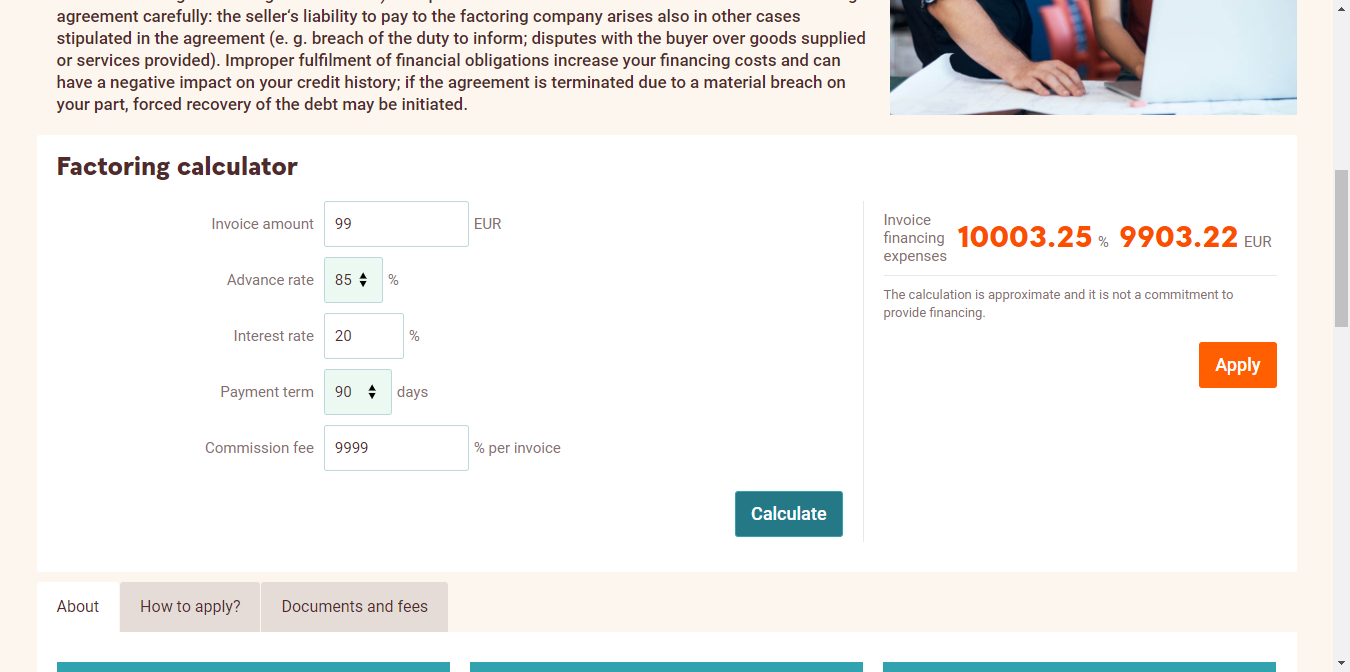 agreement carefully: the seller‘s liability to pay to the factoring company arises also in other cases
stipulated in the agreement (e. g. breach of the duty to inform; disputes with the buyer over goods supplied
or services provided). Improper fulfilment of financial obligations increase your financing costs and can
have a negative impact on your credit history; if the agreement is terminated due to a material breach on
your part, forced recovery of the debt may be initiated.
Factoring calculator
Invoice amount 99 EUR
Advance rate 85 %
Interest rate 20 %
Payment term 90 days
Commission fee 9999 % per invoice
Calculate
Invoice
financing
expenses
10003.25 % 9903.22 EUR
The calculation is approximate and it is not a commitment to
provide financing.
Apply
About How to apply? Documents and fees